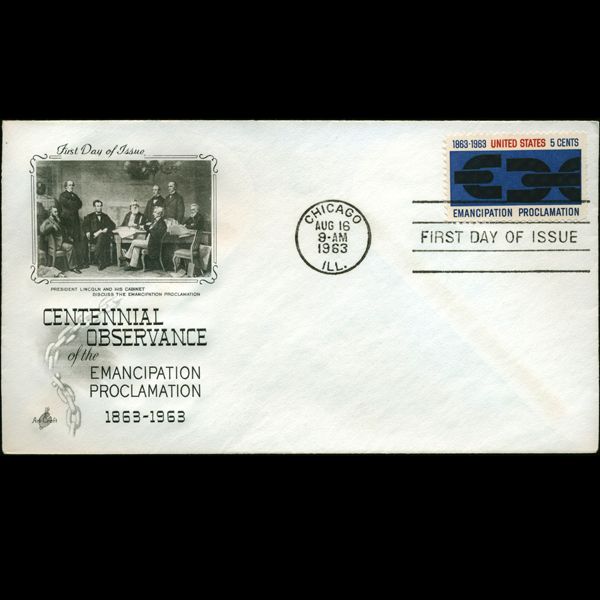 First Day of Issue
PRESIDENT LINCOLN AND HIS CABINET
DISCUSS THE EMANCIPATION PROCLAMATION
CENTENNIAL
OBSERVANCE
of the
EMANCIPATION
PROCLAMATION
1863-1963
Art Craft
CHICAGO
AUG 16
9-AM
1963
ILL.
1863-1963 UNITED STATES 5 CENTS
EMANCIPATION PROCLAMATION
FIRST DAY OF ISSUE